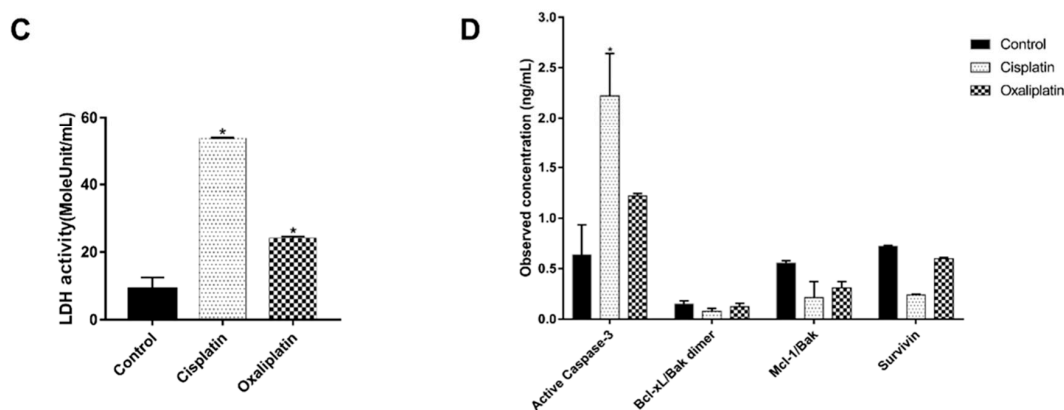 C
LDH activity(MoleUnit/mL)
60
40
20
0
*
*
Control
Cisplatin
Oxaliplatin
D
Observed concentration (ng/mL)
3.0
2.5
2.0
1.5
1.0
0.5
0.0
*
Active Caspase-3
Bcl-xL/Bak dimer
Mcl-1/Bak
Survivin
Control
Cisplatin
Oxaliplatin